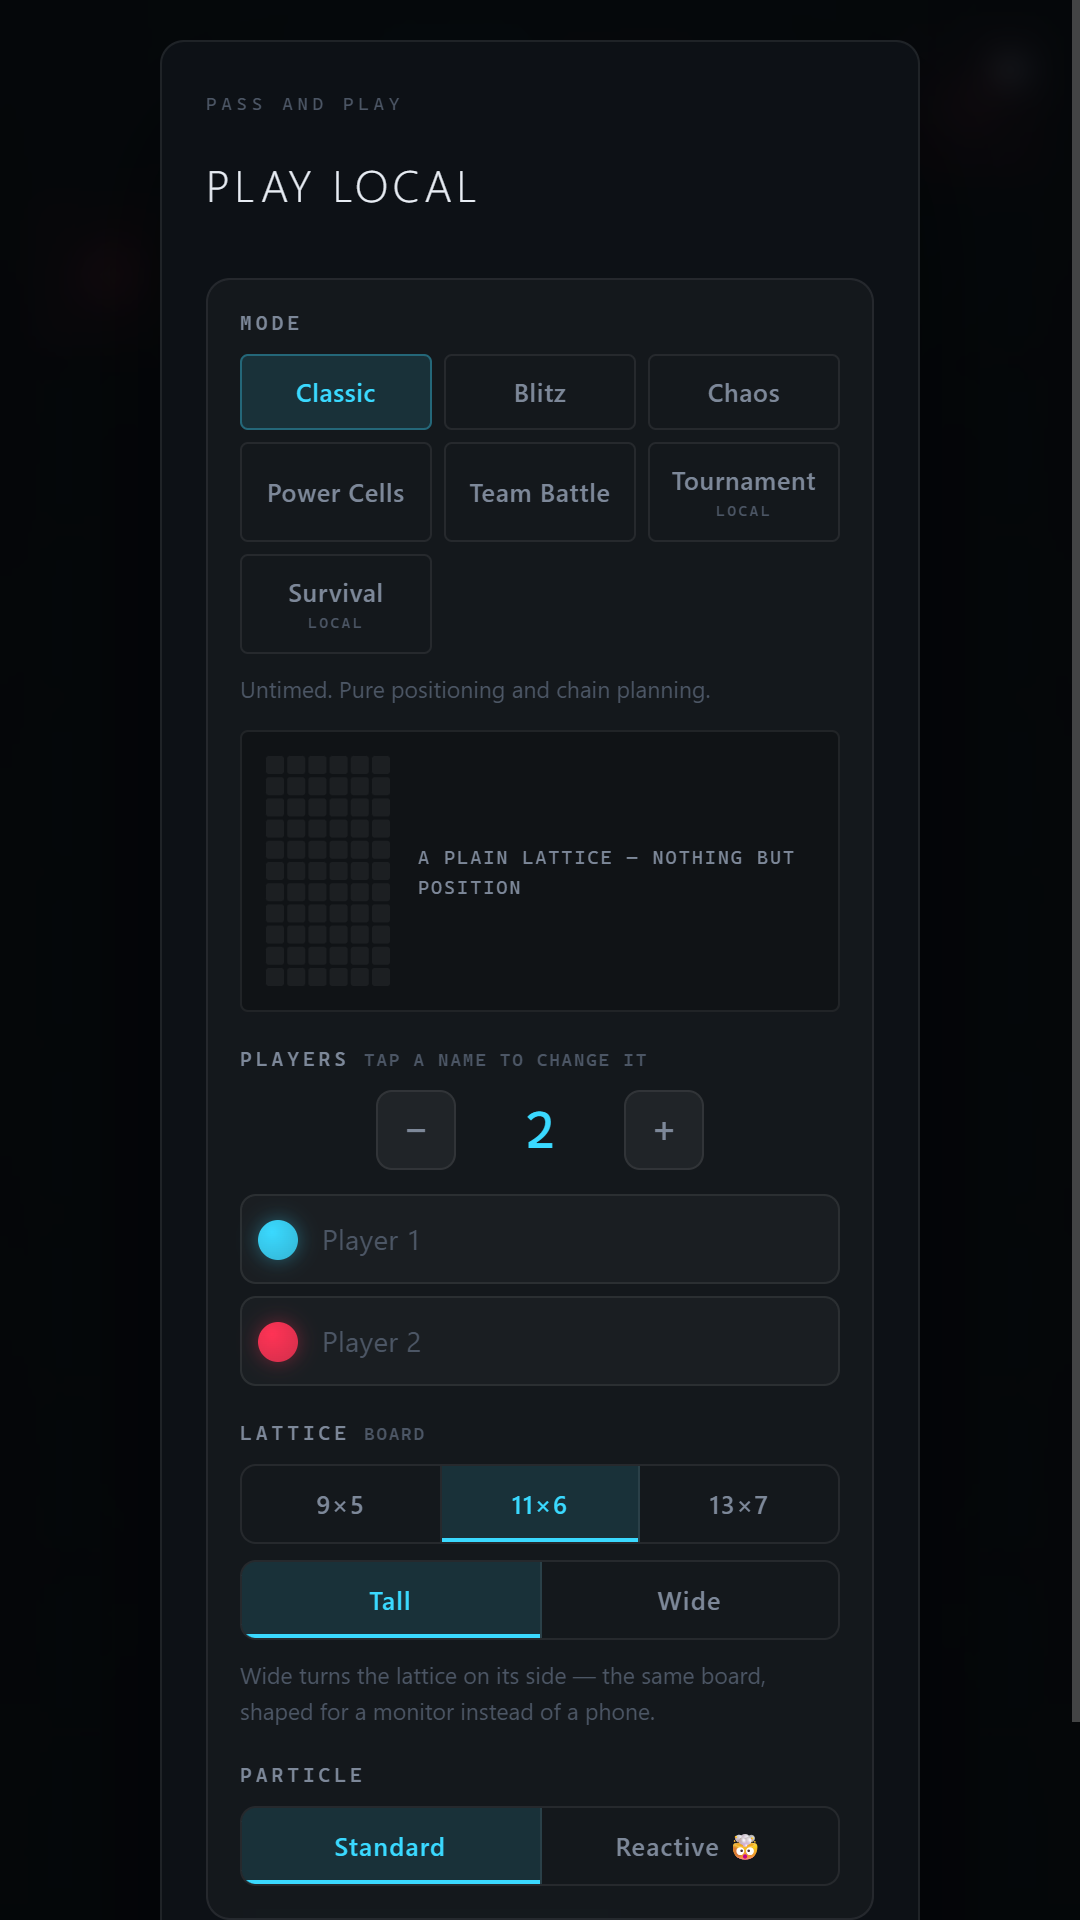 PASS AND PLAY
PLAY LOCAL
MODE
Classic
Blitz
Chaos
Power Cells
Team Battle
Tournament
LOCAL
Survival
LOCAL
Untimed. Pure positioning and chain planning.
A PLAIN LATTICE — NOTHING BUT
POSITION
PLAYERS TAP A NAME TO CHANGE IT
− 2 +
Player 1
Player 2
LATTICE BOARD
9×5
11×6
13×7
Tall
Wide
Wide turns the lattice on its side — the same board,
shaped for a monitor instead of a phone.
PARTICLE
Standard
Reactive 🤯